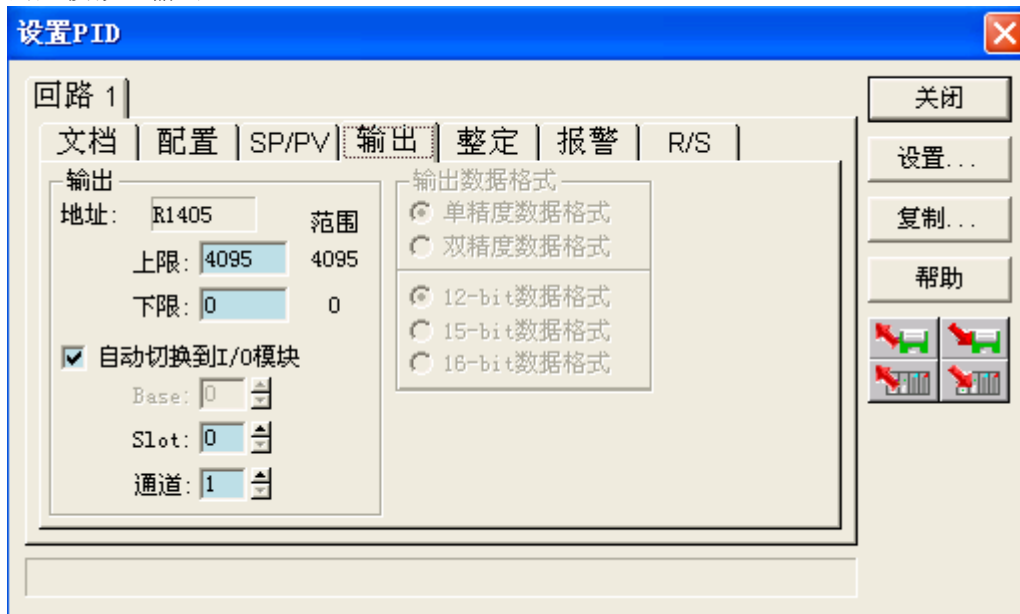 设置PID
回路 1
文档
配置
SP/PV
输出
整定
报警
R/S
输出
地址: R1405
范围
上限: 4095 4095
下限: 0 0
自动切换到I/O模块
Base: 0
Slot: 0
通道: 1
输出数据格式
单精度数据格式
双精度数据格式
12-bit数据格式
15-bit数据格式
16-bit数据格式
关闭
设置...
复制...
帮助